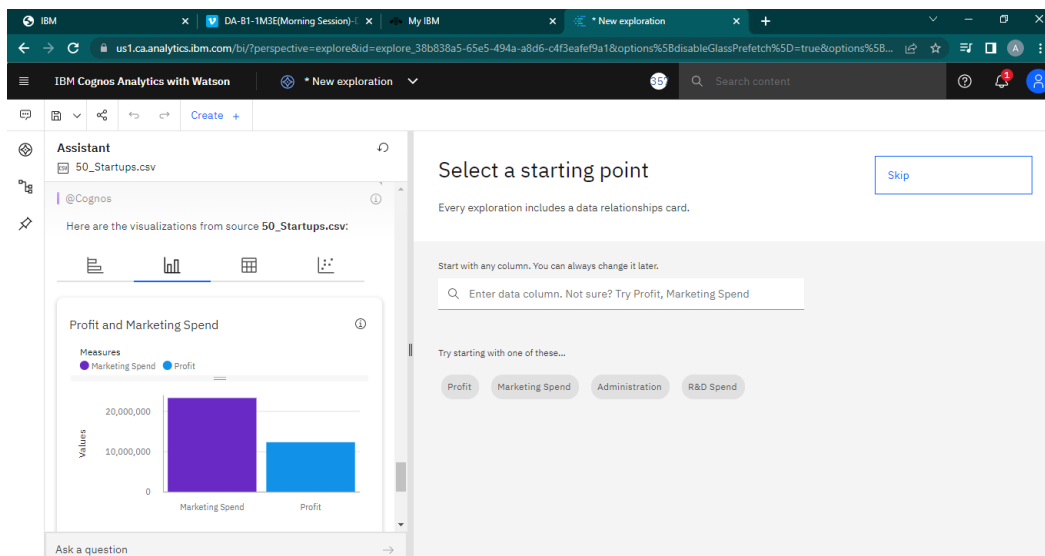 IBM
DA-B1-1M3E(Morning Session)-
My IBM
* New exploration
us1.ca.analytics.ibm.com/bi/?perspective=explore&id=explore_38b838a5-65e5-494a-a8d6-c4f3eafef9a1&options%5BdisableGlassPrefetch%5D=true&options%5B...
A
IBM Cognos Analytics with Watson
* New exploration
35°
Search content
1
Create +
Assistant
CSV 50_Startups.csv
@Cognos
Here are the visualizations from source 50_Startups.csv:
Profit and Marketing Spend
Measures
Marketing Spend Profit
20,000,000
10,000,000
0
Values
Marketing Spend Profit
Ask a question
Select a starting point
Skip
Every exploration includes a data relationships card.
Start with any column. You can always change it later.
Enter data column. Not sure? Try Profit, Marketing Spend
Try starting with one of these...
Profit Marketing Spend Administration R&D Spend